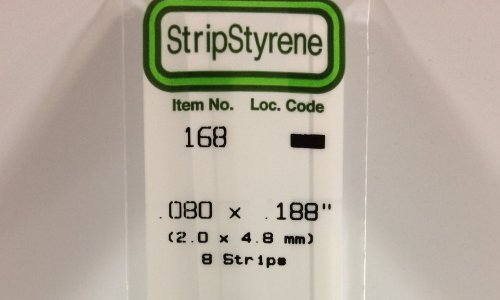 StripStyrene
Item No. Loc. Code
168
.080 x .188"
(2.0 x 4.8 mm)
8 Strips